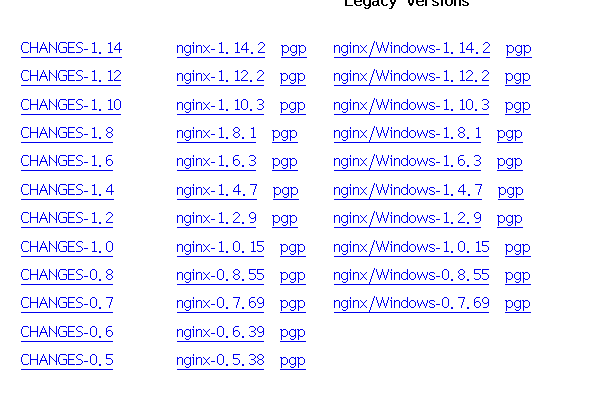 Legacy versions
CHANGES-1.14 nginx-1.14.2 pgp nginx/Windows-1.14.2 pgp
CHANGES-1.12 nginx-1.12.2 pgp nginx/Windows-1.12.2 pgp
CHANGES-1.10 nginx-1.10.3 pgp nginx/Windows-1.10.3 pgp
CHANGES-1.8 nginx-1.8.1 pgp nginx/Windows-1.8.1 pgp
CHANGES-1.6 nginx-1.6.3 pgp nginx/Windows-1.6.3 pgp
CHANGES-1.4 nginx-1.4.7 pgp nginx/Windows-1.4.7 pgp
CHANGES-1.2 nginx-1.2.9 pgp nginx/Windows-1.2.9 pgp
CHANGES-1.0 nginx-1.0.15 pgp nginx/Windows-1.0.15 pgp
CHANGES-0.8 nginx-0.8.55 pgp nginx/Windows-0.8.55 pgp
CHANGES-0.7 nginx-0.7.69 pgp nginx/Windows-0.7.69 pgp
CHANGES-0.6 nginx-0.6.39 pgp
CHANGES-0.5 nginx-0.5.38 pgp